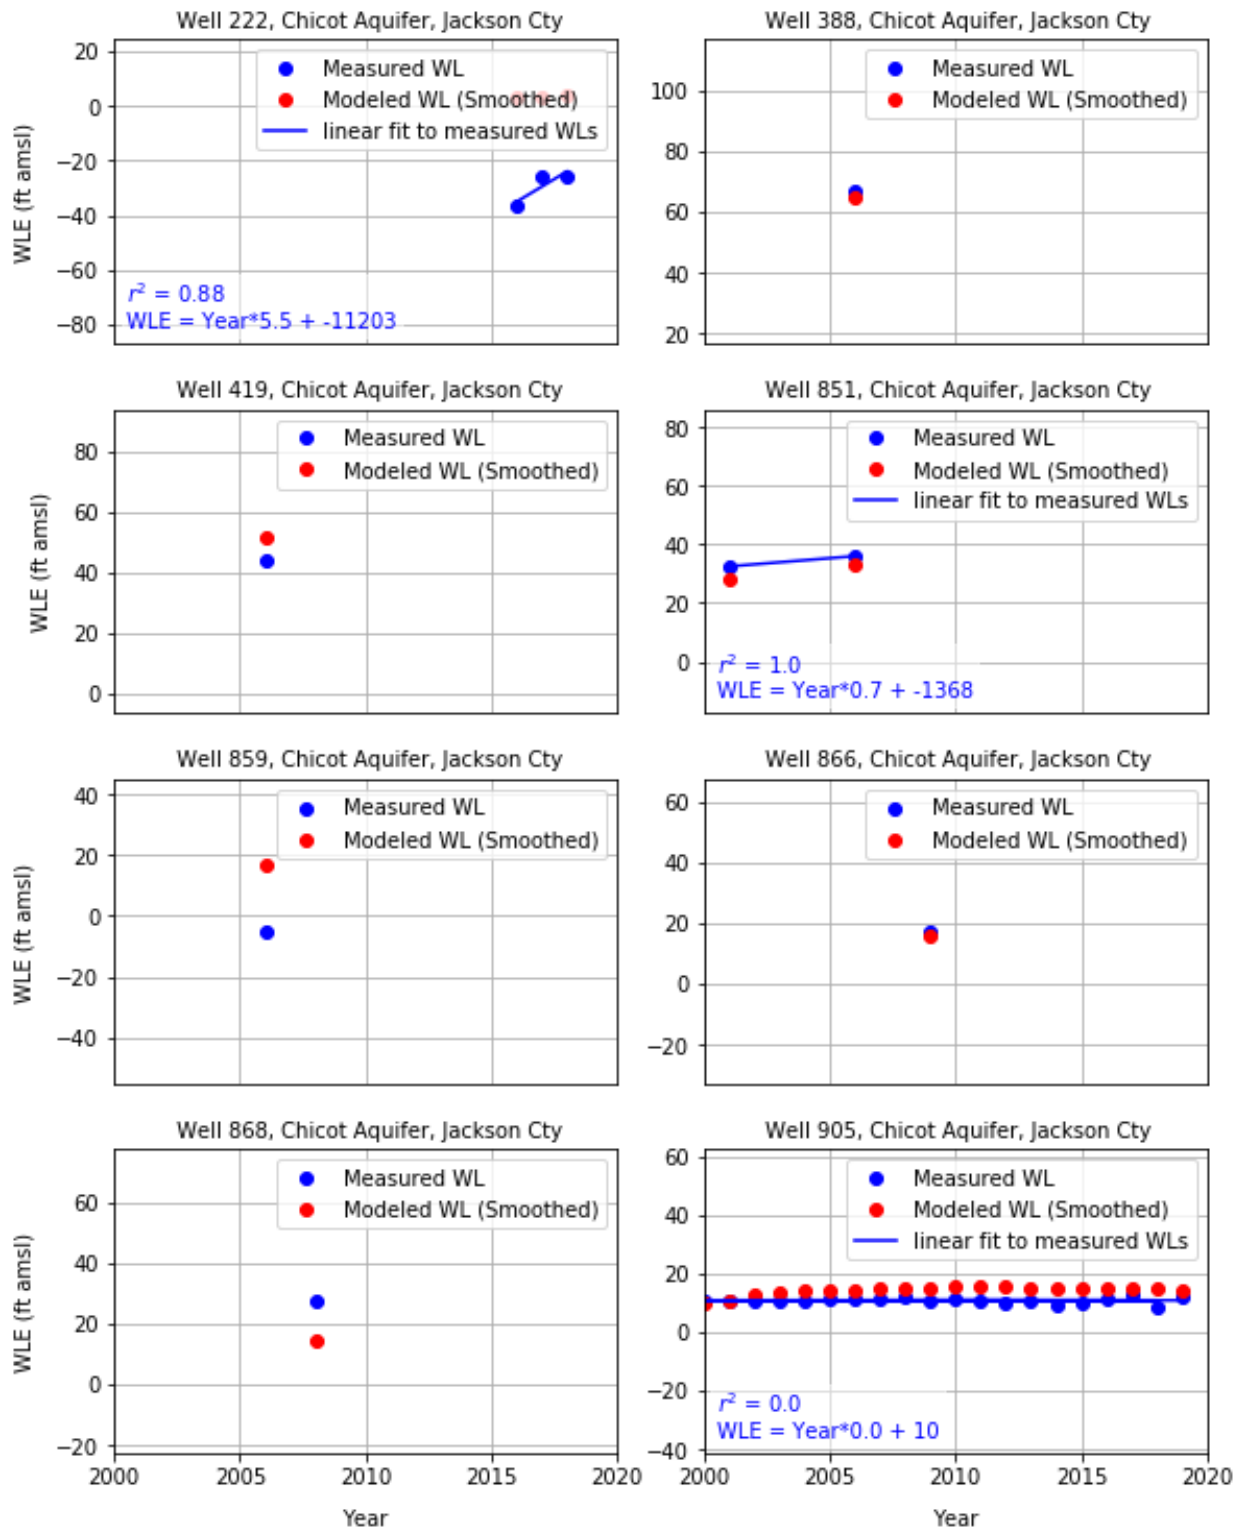 Well 222, Chicot Aquifer, Jackson Cty
WLE (ft amsl)
20
0
−20
−40
−60
−80
Measured WL
Modeled WL (Smoothed)
linear fit to measured WLs
r² = 0.88
WLE = Year*5.5 + -11203
Well 388, Chicot Aquifer, Jackson Cty
100
80
60
40
20
Measured WL
Modeled WL (Smoothed)
Well 419, Chicot Aquifer, Jackson Cty
WLE (ft amsl)
80
60
40
20
0
Measured WL
Modeled WL (Smoothed)
Well 851, Chicot Aquifer, Jackson Cty
80
60
40
20
0
Measured WL
Modeled WL (Smoothed)
linear fit to measured WLs
r² = 1.0
WLE = Year*0.7 + -1368
Well 859, Chicot Aquifer, Jackson Cty
WLE (ft amsl)
40
20
0
−20
−40
Measured WL
Modeled WL (Smoothed)
Well 866, Chicot Aquifer, Jackson Cty
60
40
20
0
−20
Measured WL
Modeled WL (Smoothed)
Well 868, Chicot Aquifer, Jackson Cty
WLE (ft amsl)
60
40
20
0
−20
Measured WL
Modeled WL (Smoothed)
2000 2005 2010 2015 2020
Year
Well 905, Chicot Aquifer, Jackson Cty
60
40
20
0
−20
−40
Measured WL
Modeled WL (Smoothed)
linear fit to measured WLs
r² = 0.0
WLE = Year*0.0 + 10
2000 2005 2010 2015 2020
Year